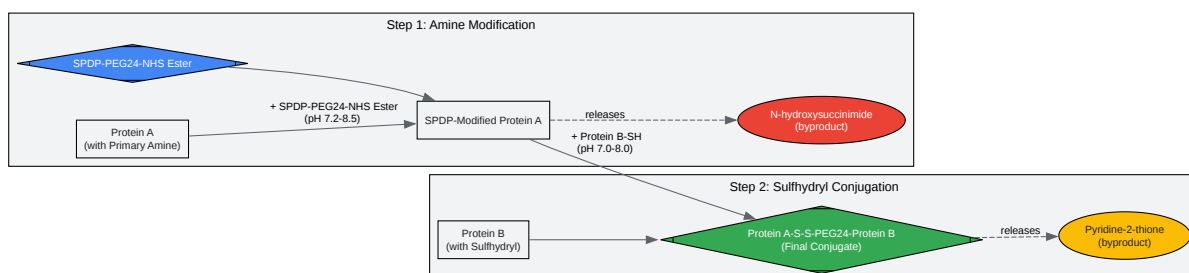 Step 1: Amine Modification
SPDP-PEG24-NHS Ester
+ SPDP-PEG24-NHS Ester
(pH 7.2-8.5)
Protein A
(with Primary Amine)
SPDP-Modified Protein A
releases
N-hydroxysuccinimide
(byproduct)
+ Protein B-SH
(pH 7.0-8.0)
Step 2: Sulfhydryl Conjugation
Protein B
(with Sulfhydryl)
Protein A-S-S-PEG24-Protein B
(Final Conjugate)
releases
Pyridine-2-thione
(byproduct)